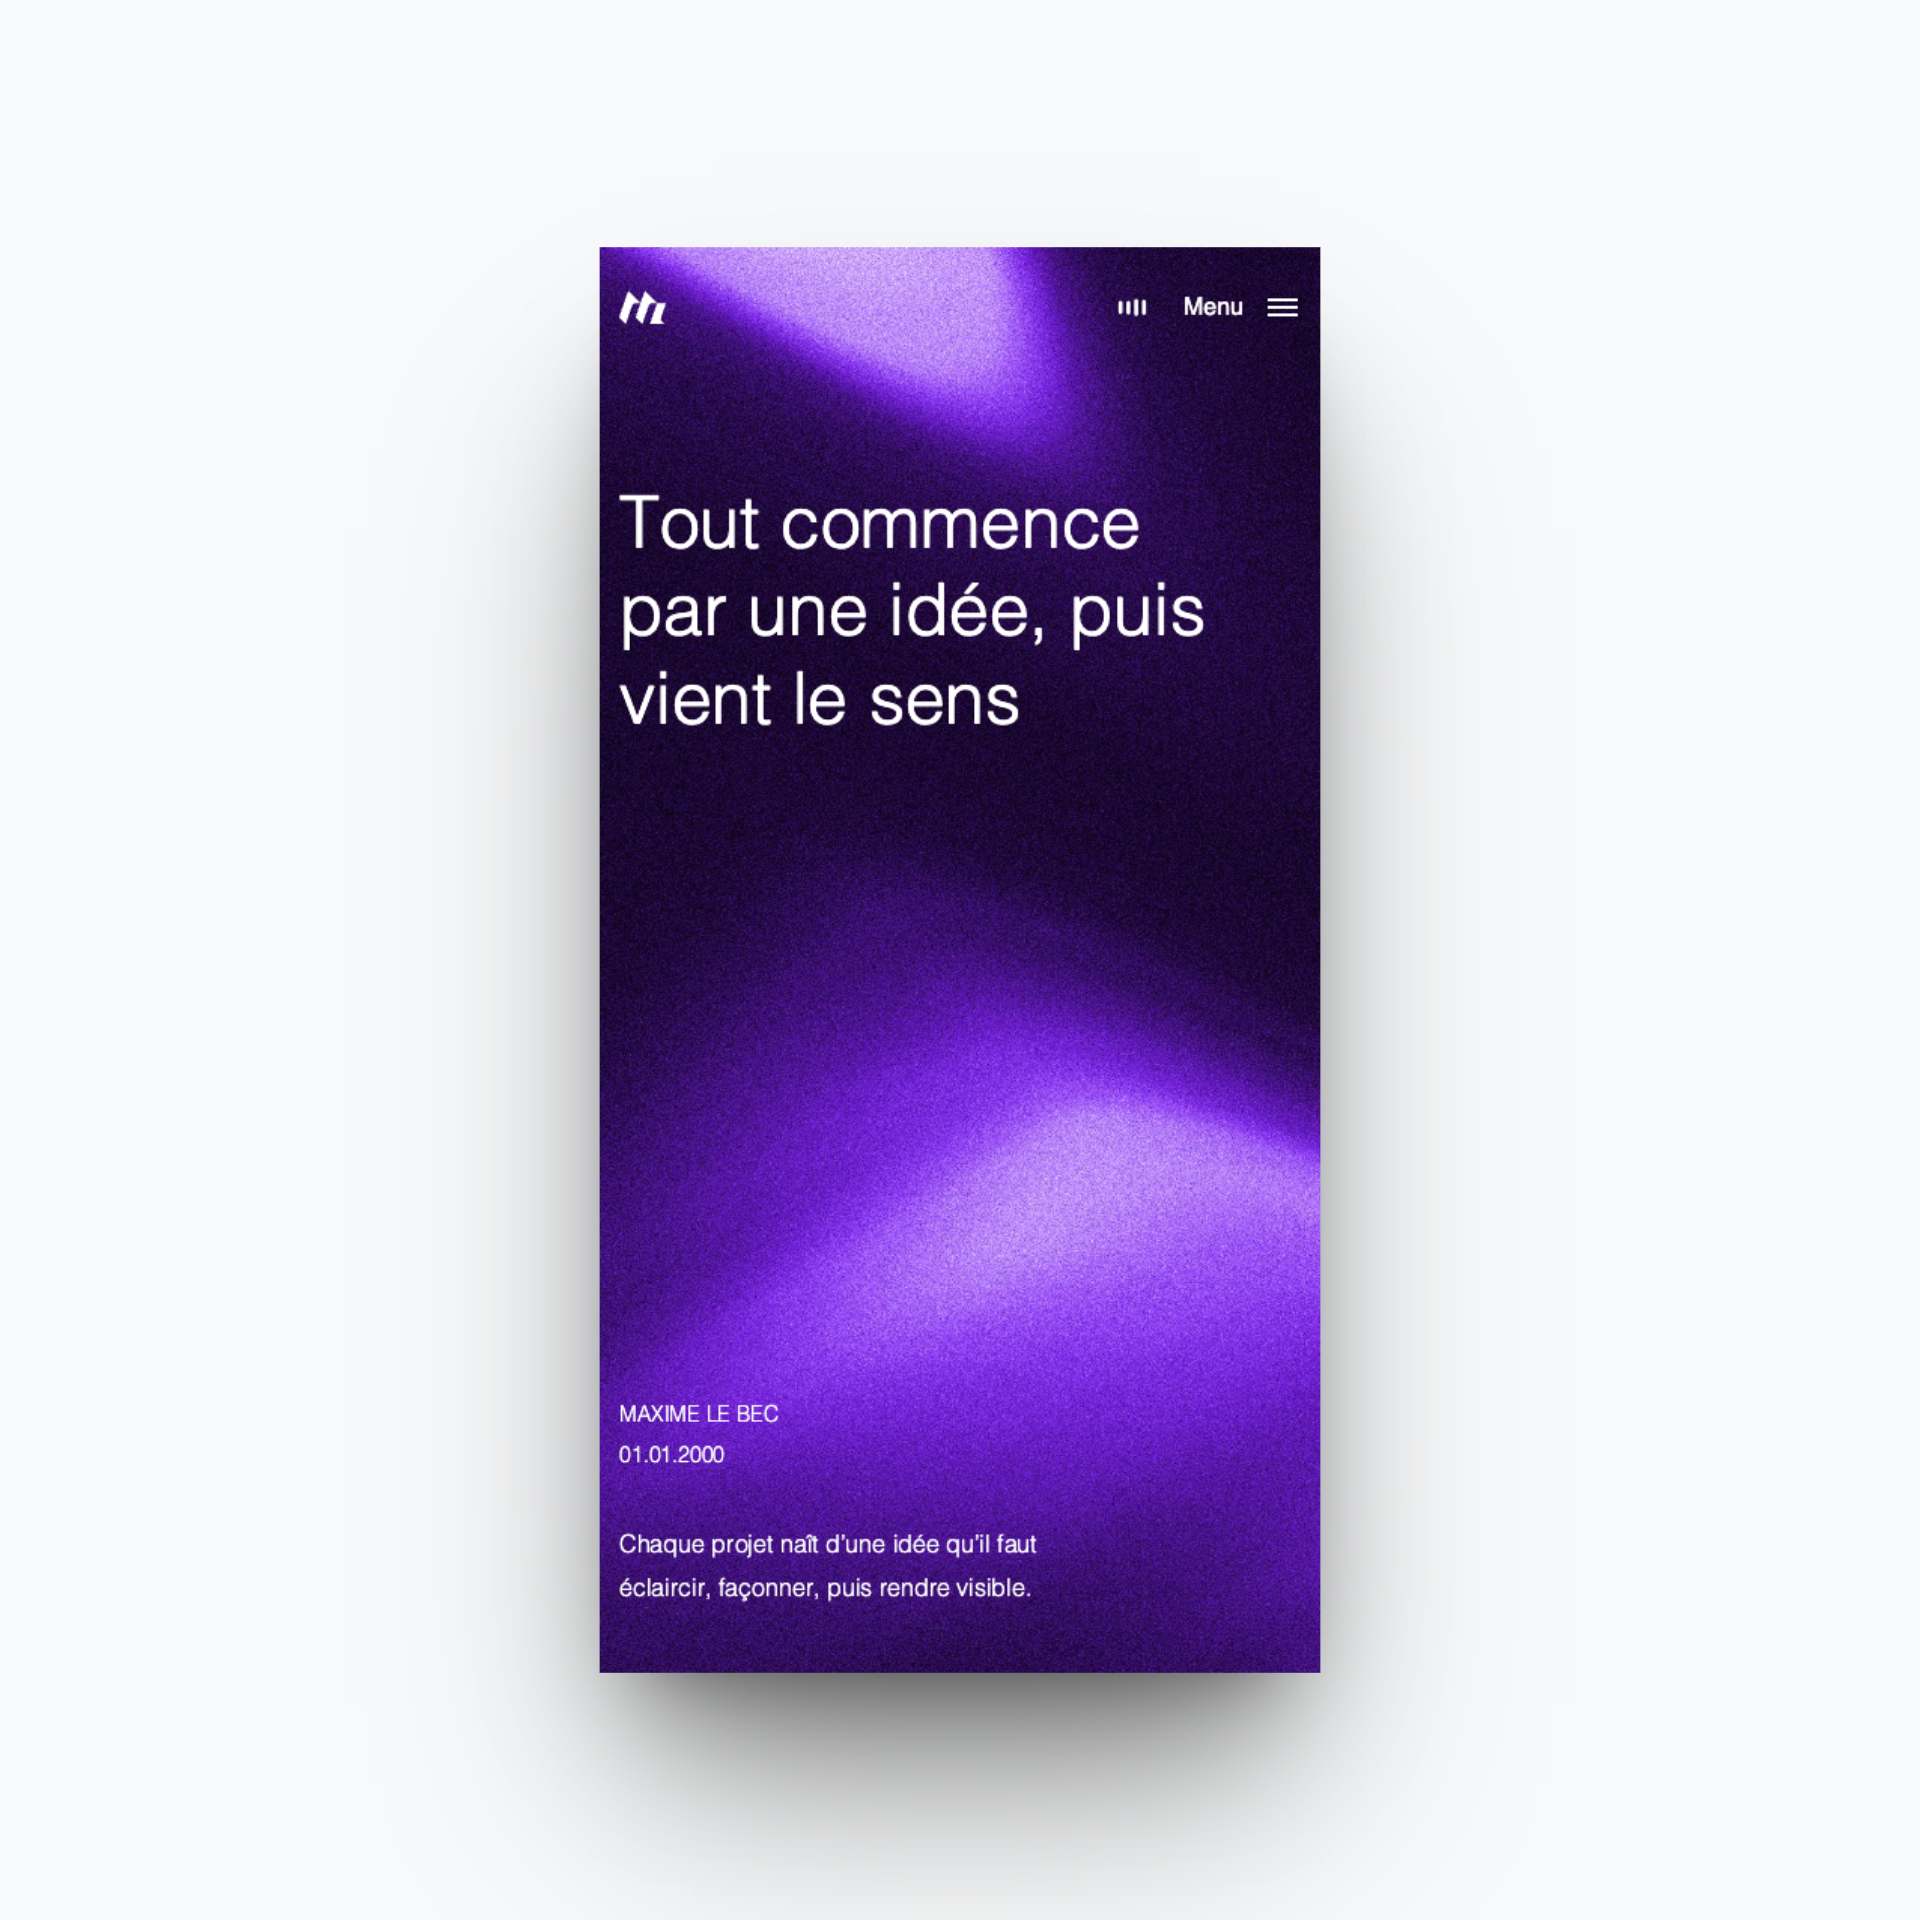 Menu
Tout commence
par une idée, puis
vient le sens
MAXIME LE BEC
01.01.2000
Chaque projet naît d’une idée qu’il faut
éclaircir, façonner, puis rendre visible.